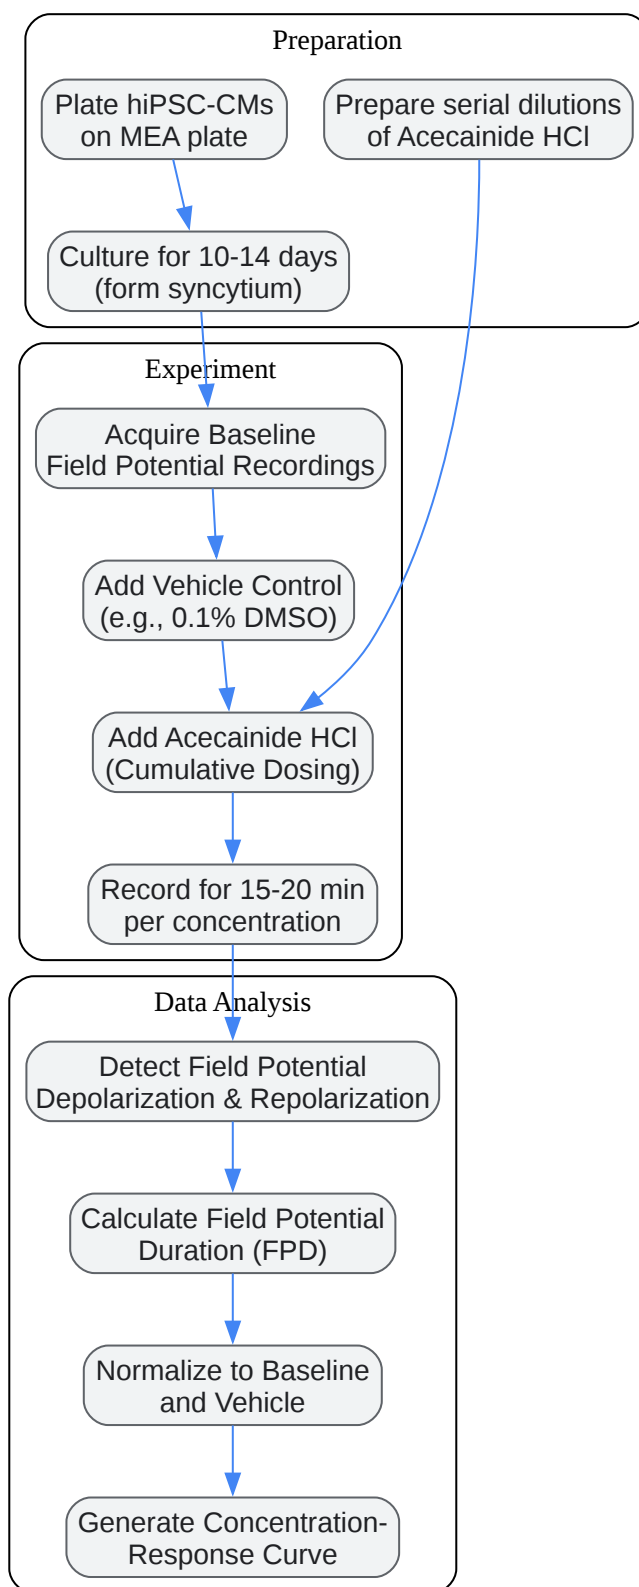 Preparation
Plate hiPSC-CMs
on MEA plate
Prepare serial dilutions
of Acecainide HCl
Culture for 10-14 days
(form syncytium)
Experiment
Acquire Baseline
Field Potential Recordings
Add Vehicle Control
(e.g., 0.1% DMSO)
Add Acecainide HCl
(Cumulative Dosing)
Record for 15-20 min
per concentration
Data Analysis
Detect Field Potential
Depolarization & Repolarization
Calculate Field Potential
Duration (FPD)
Normalize to Baseline
and Vehicle
Generate Concentration-
Response Curve